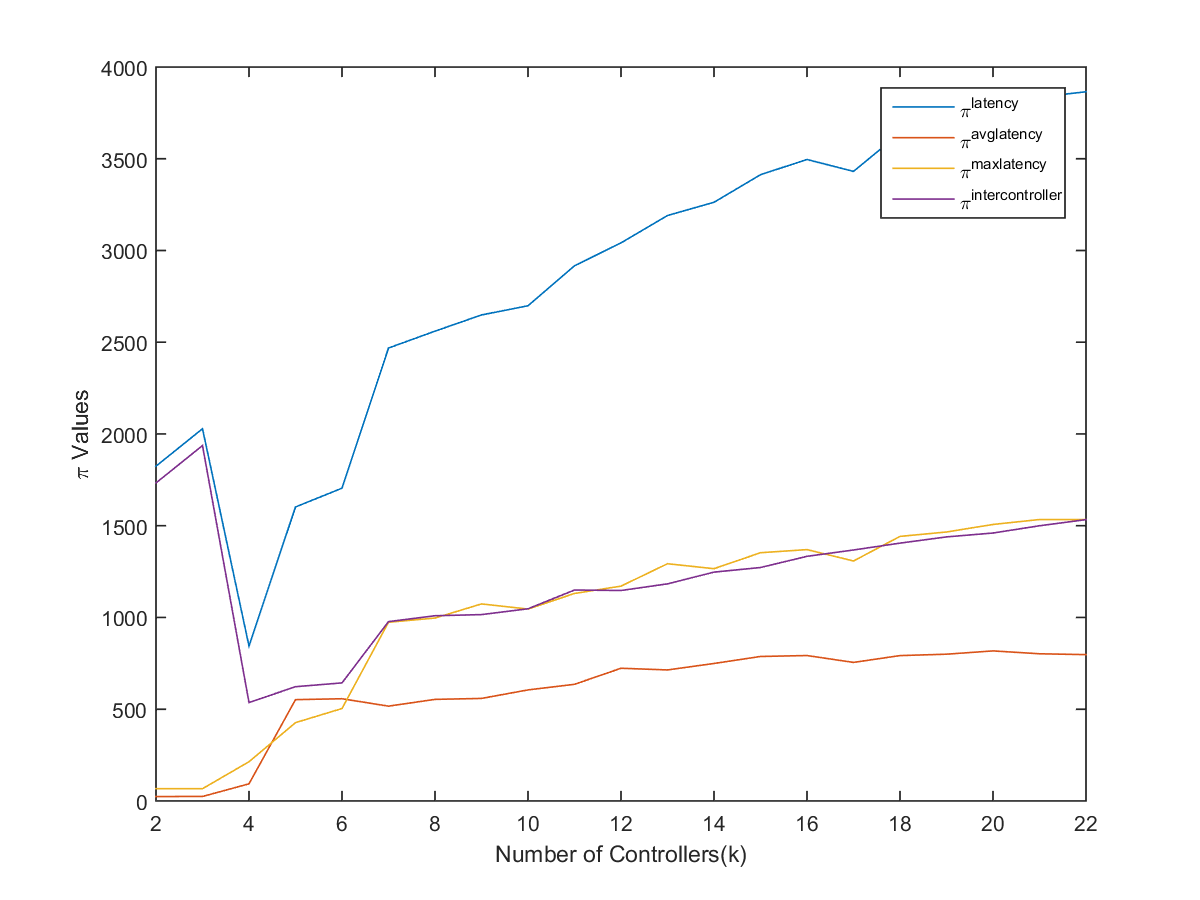 4000
3500
3000
2500
2000
1500
1000
500
0
π Values
2 4 6 8 10 12 14 16 18 20 22
Number of Controllers(k)
π^latency
π^avglatency
π^maxlatency
π^intercontroller